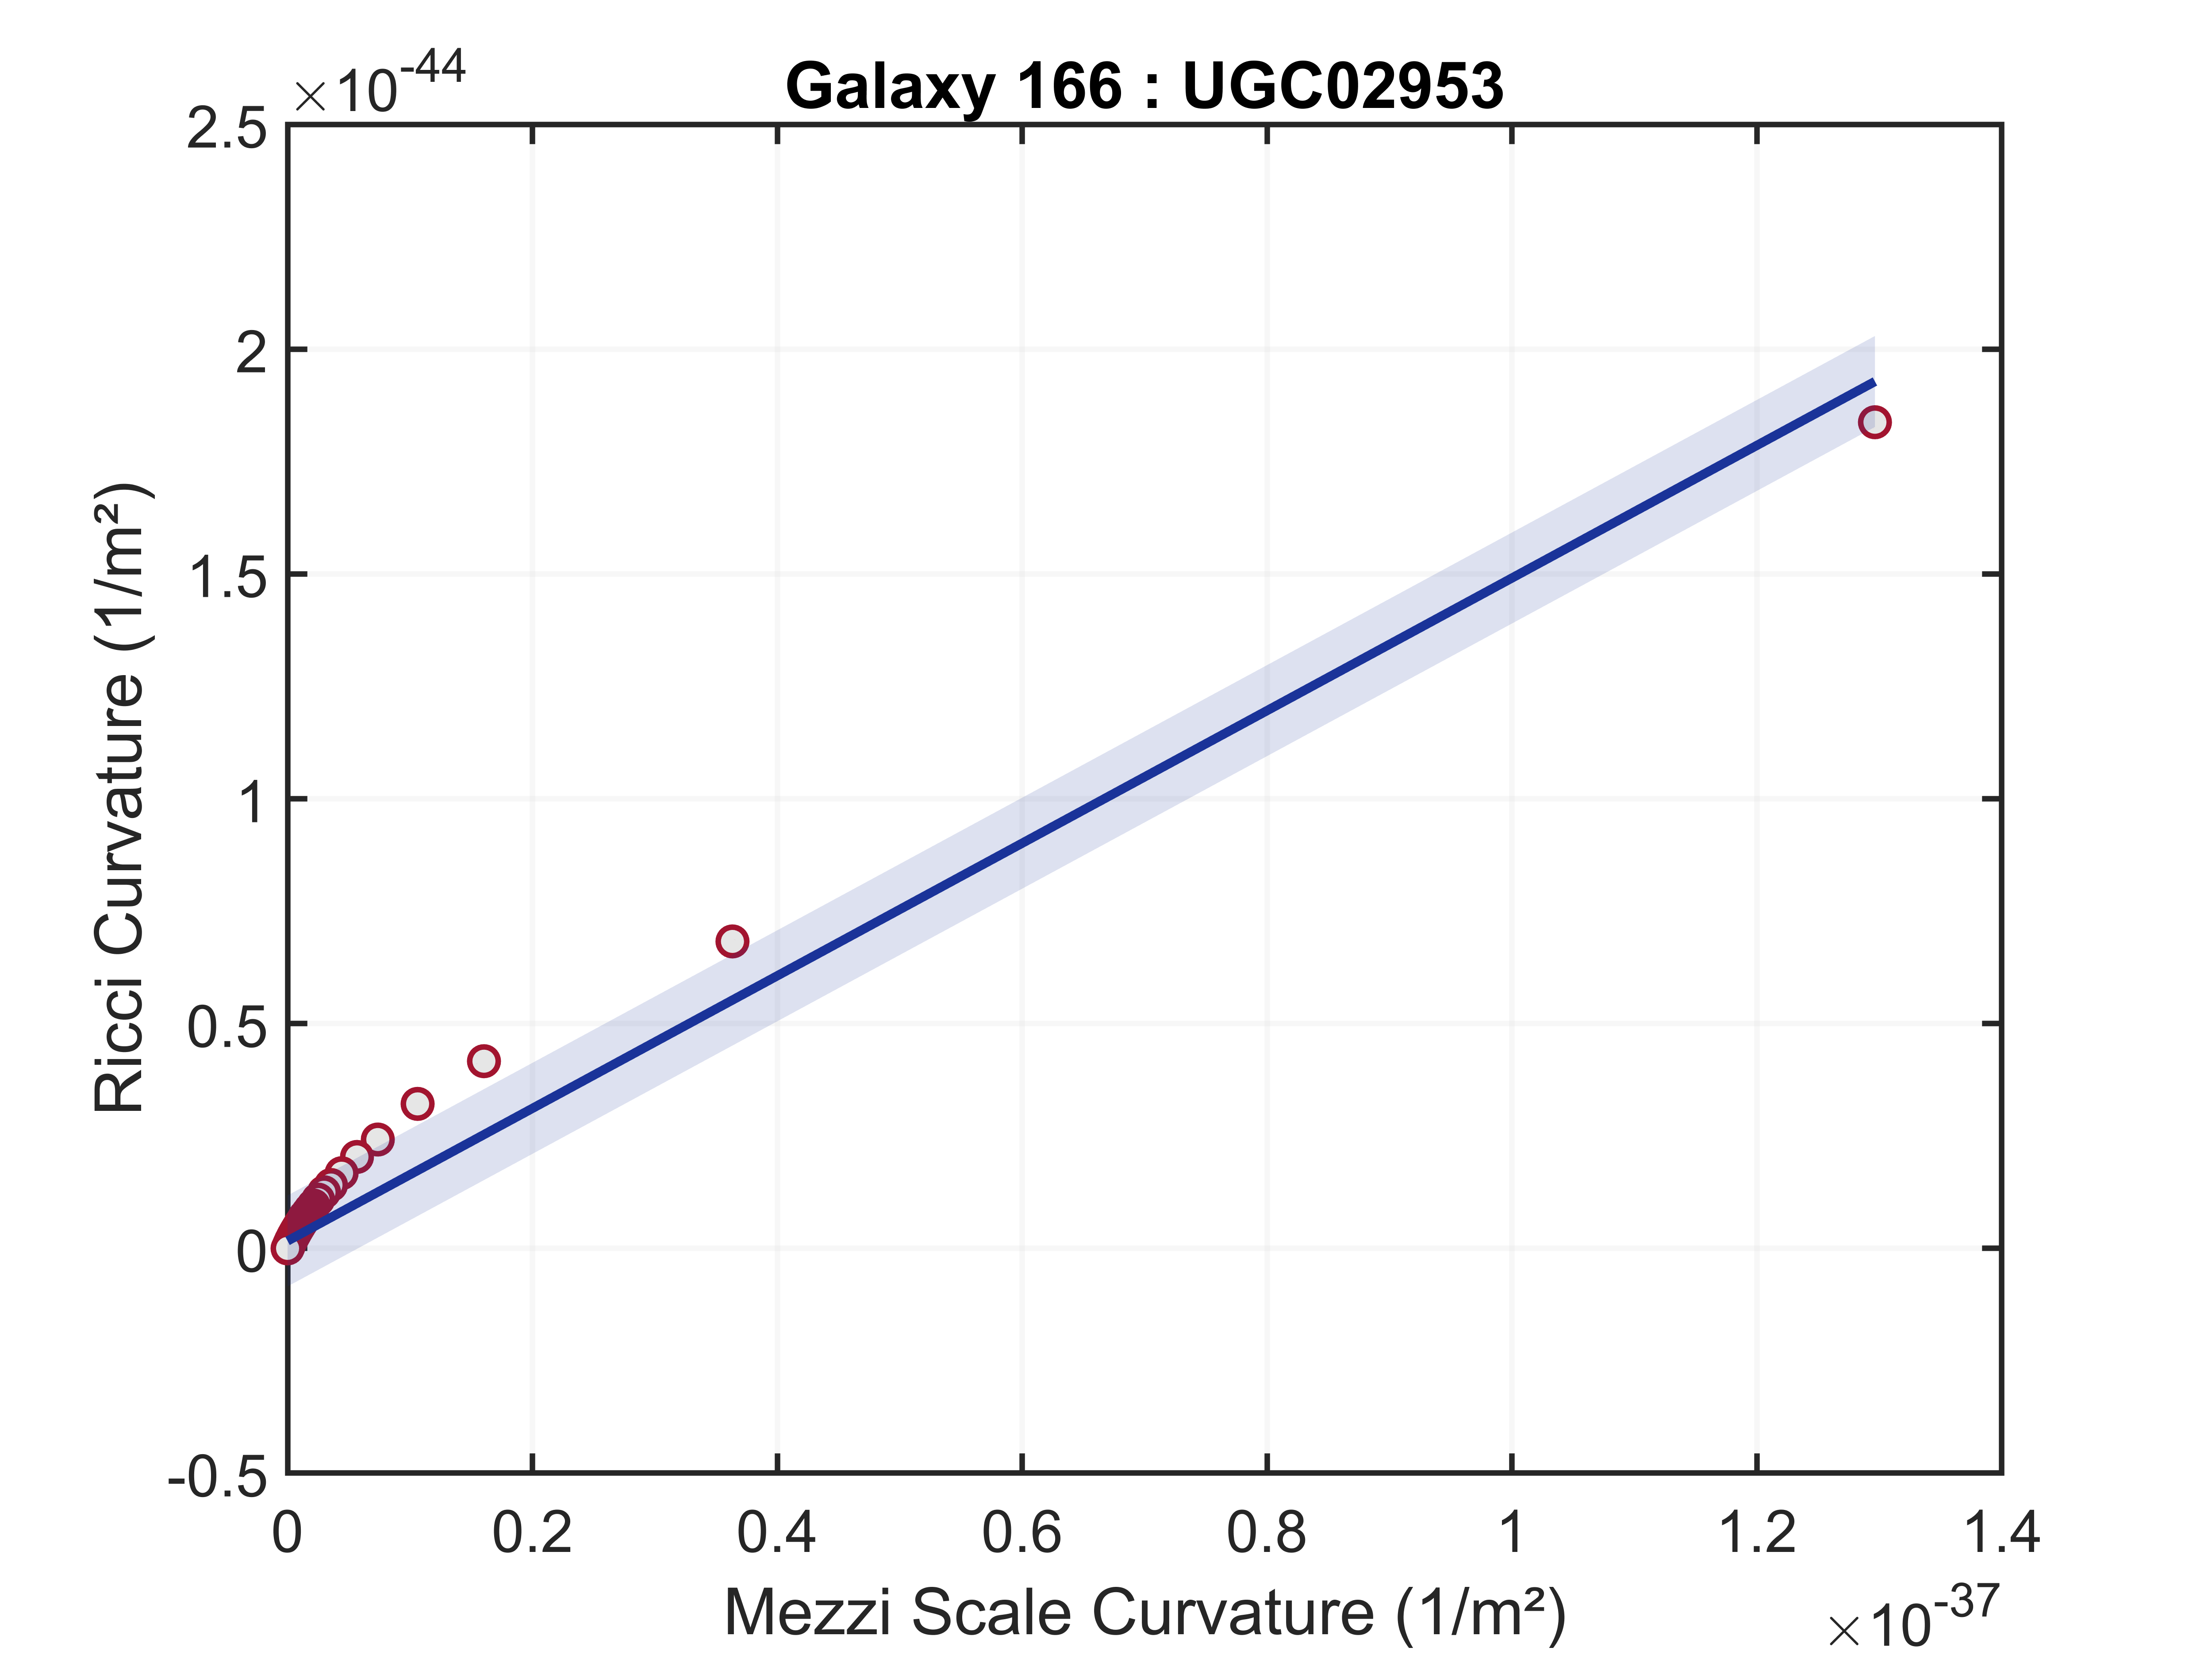 ×10^-44
Galaxy 166 : UGC02953
2.5
2
1.5
1
0.5
0
-0.5
Ricci Curvature (1/m²)
0 0.2 0.4 0.6 0.8 1 1.2 1.4
Mezzi Scale Curvature (1/m²)
×10^-37